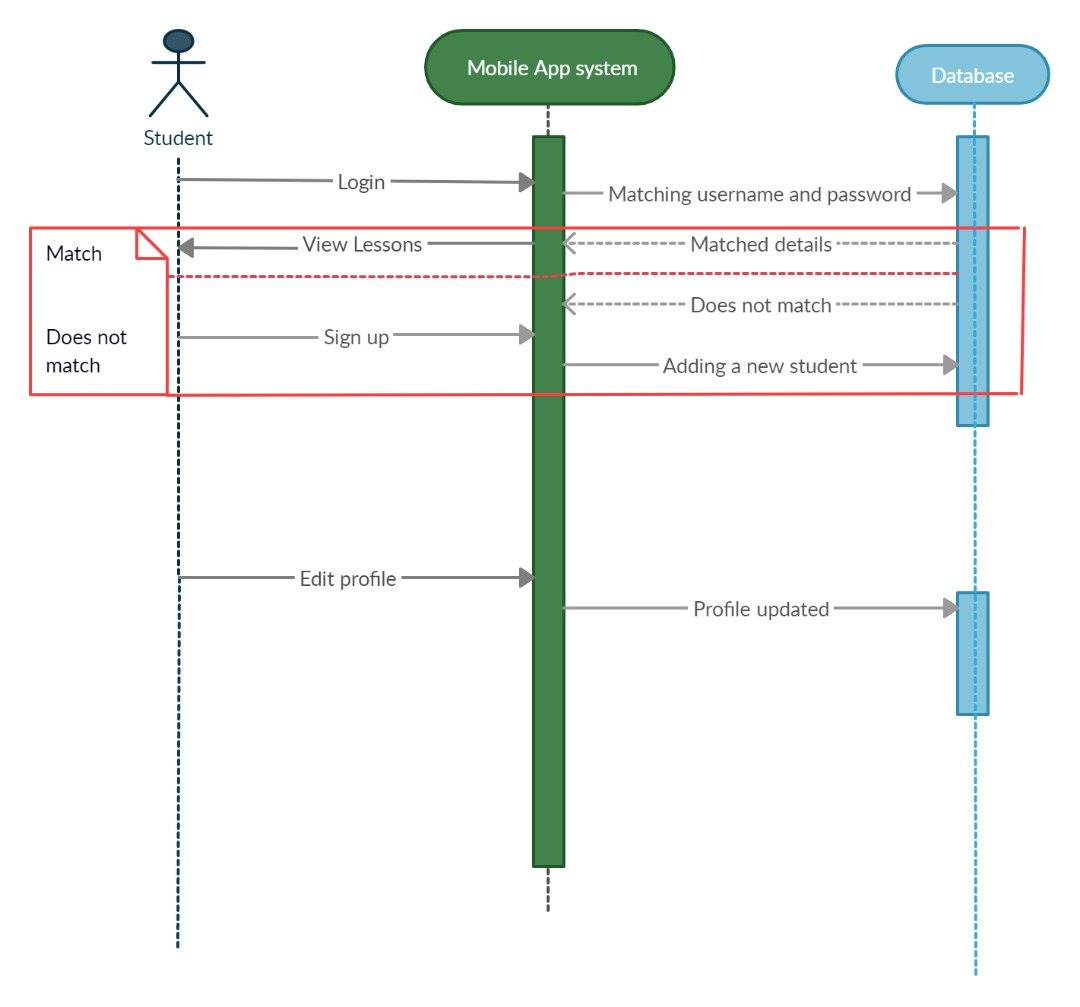 Mobile App system
Database
Student
Login
Matching username and password
Match
View Lessons
Matched details
Does not match
Does not
match
Sign up
Adding a new student
Edit profile
Profile updated